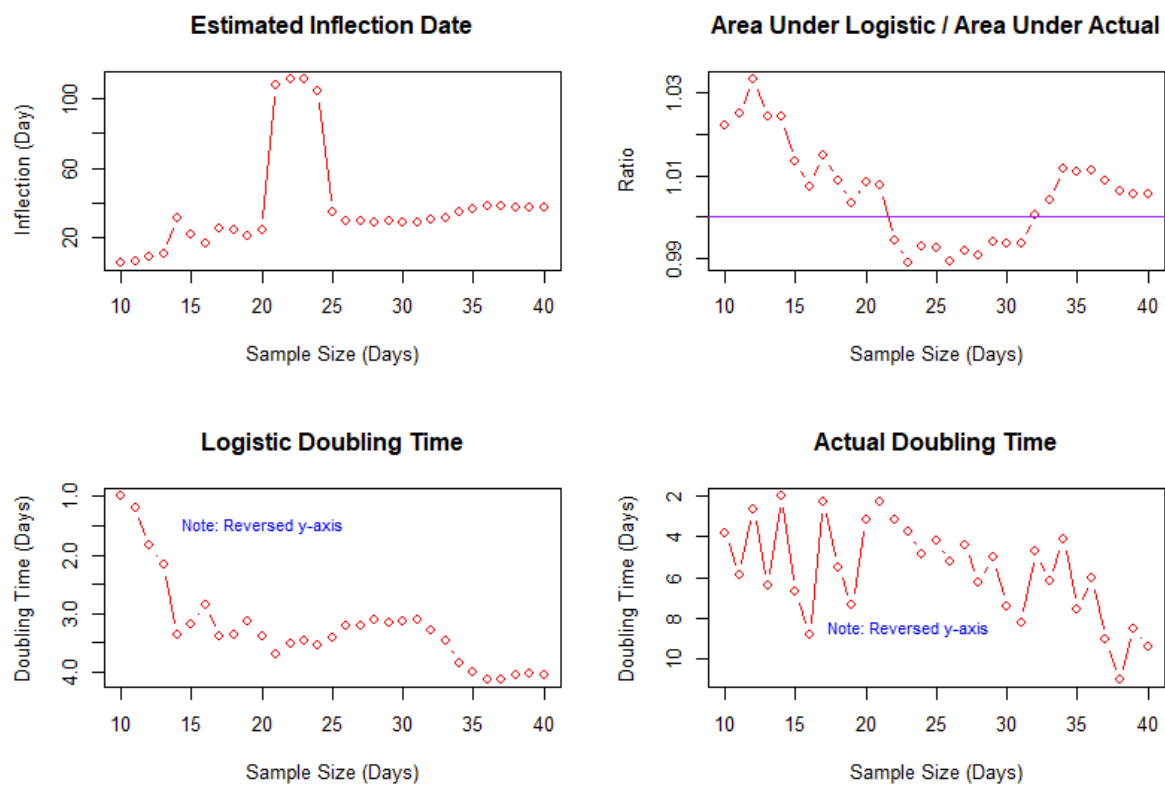 Estimated Inflection Date
Inflection (Day)
100
60
20
10 15 20 25 30 35 40
Sample Size (Days)
Area Under Logistic / Area Under Actual
Ratio
1.03
1.01
0.99
10 15 20 25 30 35 40
Sample Size (Days)
Logistic Doubling Time
Doubling Time (Days)
1.0
2.0
3.0
4.0
Note: Reversed y-axis
10 15 20 25 30 35 40
Sample Size (Days)
Actual Doubling Time
Doubling Time (Days)
2
4
6
8
10
Note: Reversed y-axis
10 15 20 25 30 35 40
Sample Size (Days)